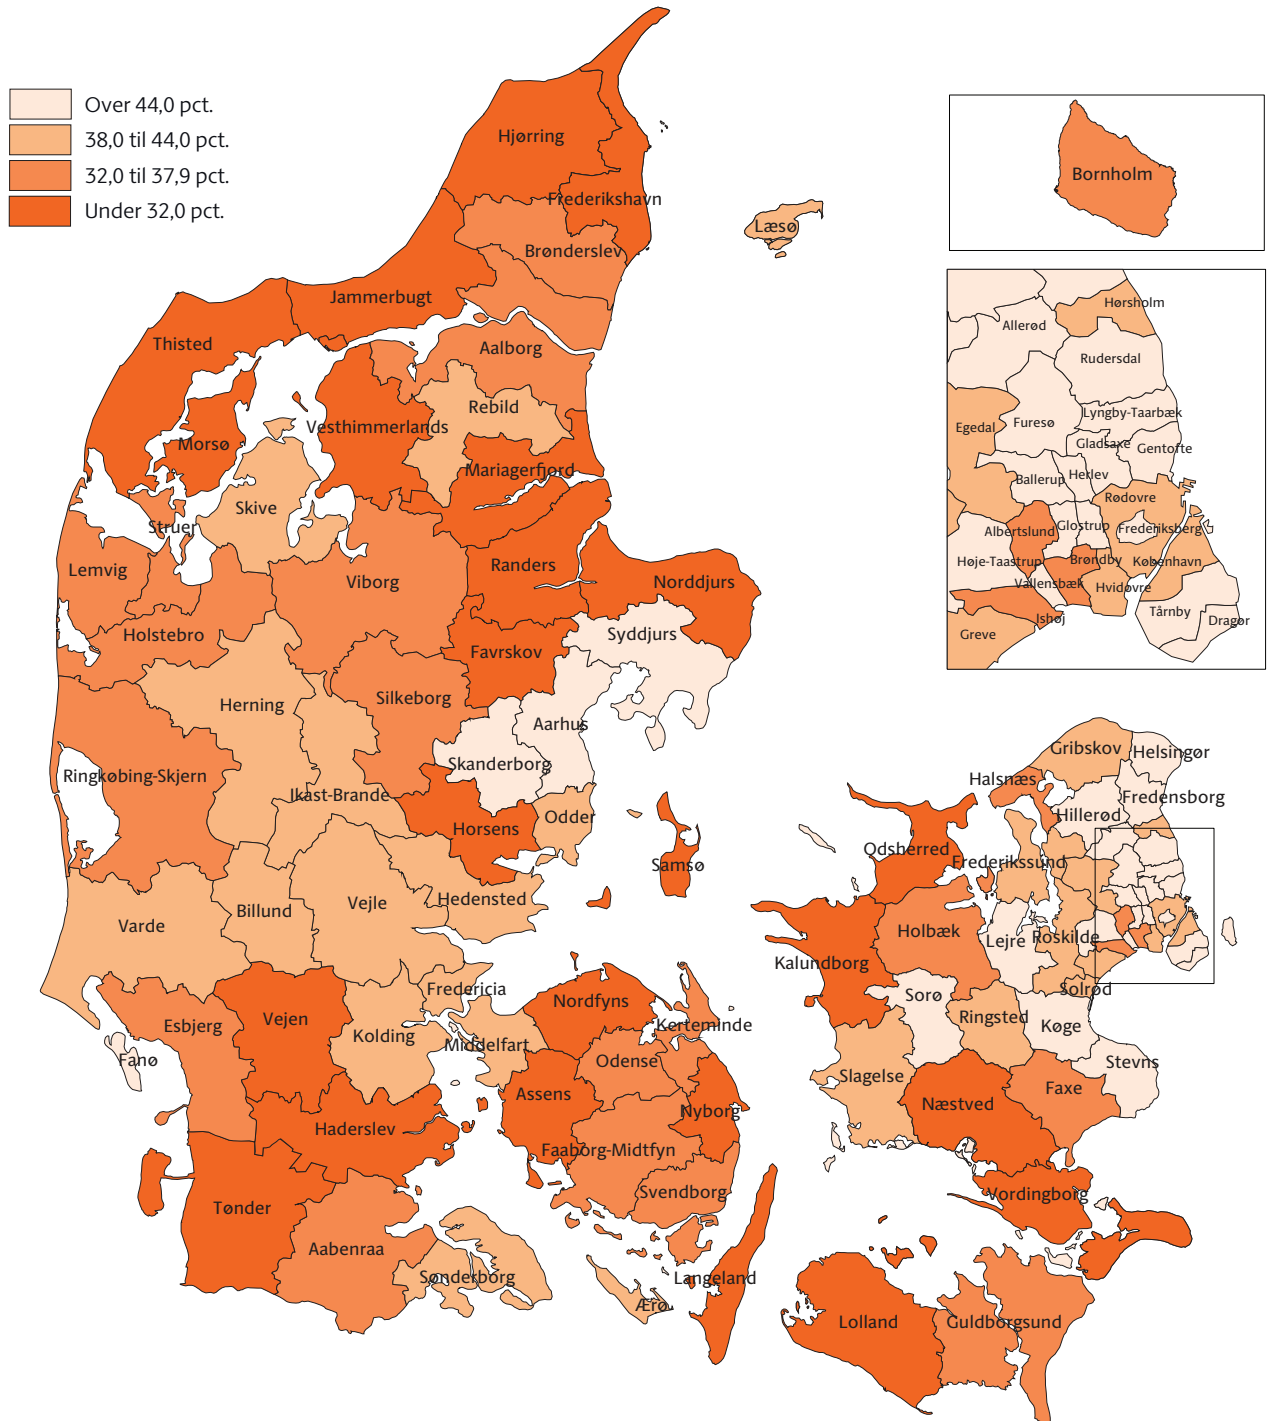 Over 44,0 pct.
38,0 til 44,0 pct.
32,0 til 37,9 pct.
Under 32,0 pct.
Hjørring
Frederikshavn
Læsø
Brønderslev
Jammerbugt
Thisted
Aalborg
Rebild
Vesthimmerlands
Morsø
Mariagerfjord
Skive
Struer
Lemvig
Viborg
Randers
Norddjurs
Holstebro
Syddjurs
Favrskov
Silkeborg
Herning
Aarhus
Skanderborg
Ringkøbing-Skjern
Ikast-Brande
Odder
Horsens
Samsø
Hedensted
Vejle
Billund
Varde
Fredericia
Nordfyns
Vejen
Esbjerg
Kolding
Kerteminde
Middelfart
Odense
Fanø
Assens
Nyborg
Haderslev
Faaborg-Midtfyn
Svendborg
Tønder
Aabenraa
Sønderborg
Langeland
Ærø
Bornholm
Hørsholm
Allerød
Rudersdal
Lyngby-Taarbæk
Egedal
Furesø
Gladsaxe
Gentofte
Ballerup
Herlev
Rødovre
Albertslund
Glostrup
Frederiksberg
Høje-Taastrup
Brøndby
København
Vallensbæk
Hvidovre
Tårnby
Ishøj
Dragør
Greve
Gribskov
Helsingør
Halsnæs
Fredensborg
Hillerød
Odsherred
Frederikssund
Holbæk
Lejre
Roskilde
Kalundborg
Solrød
Sorø
Ringsted
Køge
Stevns
Slagelse
Faxe
Næstved
Vordingborg
Lolland
Guldborgsund